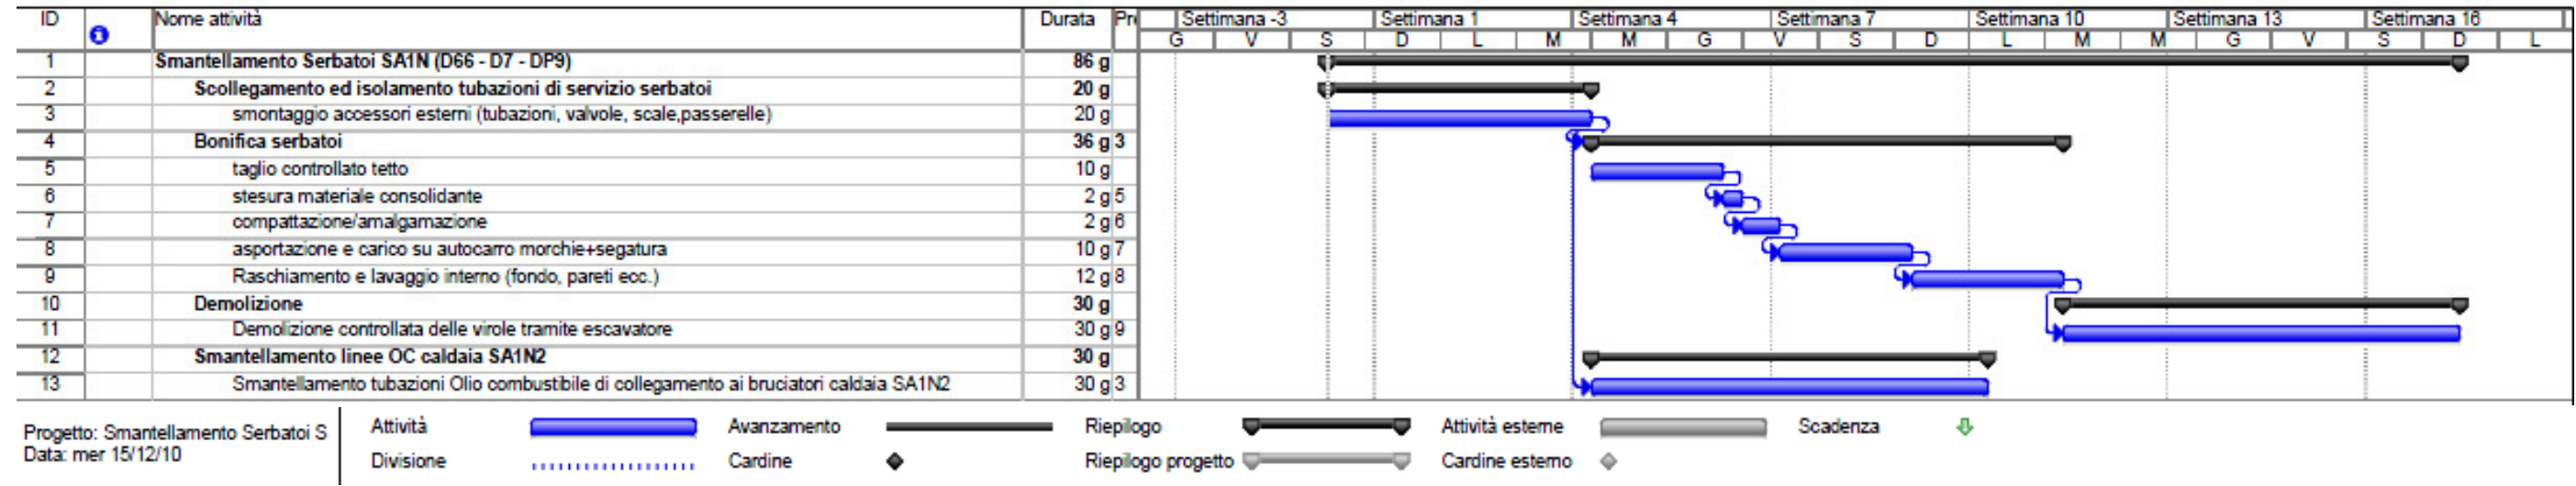 ID Nome attività Durata Pre Settimana -3 Settimana 1 Settimana 4 Settimana 7 Settimana 10 Settimana 13 Settimana 16
G V S D L M M G V S D L M M G V S D L
1 Smantellamento Serbatoi SA1N (D66 - D7 - DP9) 86 g
2 Scollegamento ed isolamento tubazioni di servizio serbatoi 20 g
3 smontaggio accessori esterni (tubazioni, valvole, scale,passerelle) 20 g
4 Bonifica serbatoi 36 g 3
5 taglio controllato tetto 10 g
6 stesura materiale consolidante 2 g 5
7 compattazione/amalgamazione 2 g 6
8 asportazione e carico su autocarro morchie+segatura 10 g 7
9 Raschiamento e lavaggio interno (fondo, pareti ecc.) 12 g 8
10 Demolizione 30 g
11 Demolizione controllata delle virole tramite escavatore 30 g 9
12 Smantellamento linee OC caldaia SA1N2 30 g
13 Smantellamento tubazioni Olio combustibile di collegamento ai bruciatori caldaia SA1N2 30 g 3
Progetto: Smantellamento Serbatoi S
Data: mer 15/12/10
Attività Avanzamento Riepilogo Attività esterne Scadenza
Divisione Cardine Riepilogo progetto Cardine esterno